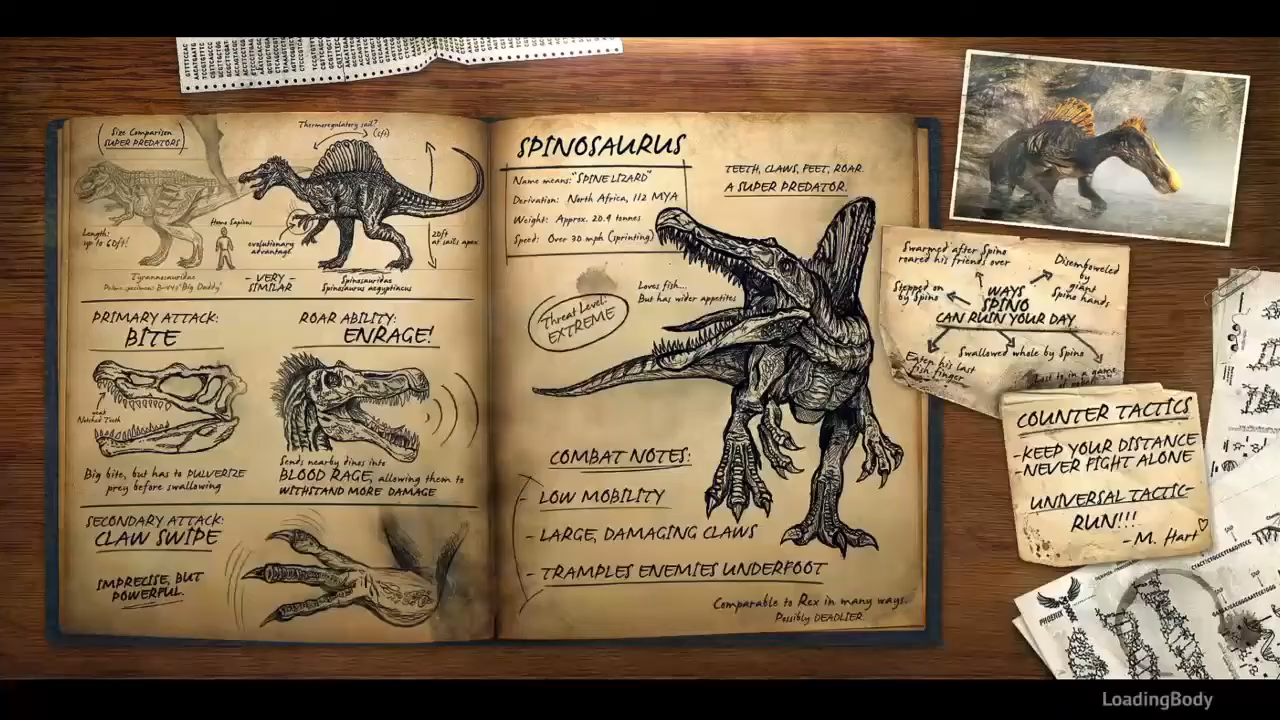 Size Comparison
SUPER PREDATORS
Thermoregulatory sail?
Length:
up to 60ft!
Homo Sapiens
evolutionary
advantage
20ft
at sails apex
Tyrannosauridae
"Big Daddy"
- VERY -
SIMILAR
Spinosauridae
Spinosaurus aegyptiacus
PRIMARY ATTACK:
BITE
Notched Teeth
Big bite, but has to PULVERIZE
prey before swallowing
ROAR ABILITY:
ENRAGE!
Sends nearby dinos into
BLOOD RAGE, allowing them to
WITHSTAND MORE DAMAGE
SECONDARY ATTACK:
CLAW SWIPE
IMPRECISE, BUT
POWERFUL.
SPINOSAURUS
Name means: "SPINE LIZARD"
Derivation: North Africa, 112 MYA
Weight: Approx. 20.9 tonnes
Speed: Over 30 mph (sprinting)
TEETH, CLAWS, FEET, ROAR.
A SUPER PREDATOR.
Threat Level:
EXTREME
Loves fish...
But has wider appetites
COMBAT NOTES:
- LOW MOBILITY
- LARGE, DAMAGING CLAWS
- TRAMPLES ENEMIES UNDERFOOT
Comparable to Rex in many ways.
Possibly DEADLIER.
Swarmed after Spino
roared his friends over
Disemboweled
by
giant
Spino hands
Stepped on
by Spino
WAYS
SPINO
CAN RUIN YOUR DAY
Eaten his last
fish finger
Swallowed whole by Spino
Lost to in a game
COUNTER TACTICS
-KEEP YOUR DISTANCE
-NEVER FIGHT ALONE
UNIVERSAL TACTIC-
RUN!!!
- M. Hart
PHOENIX
LoadingBody